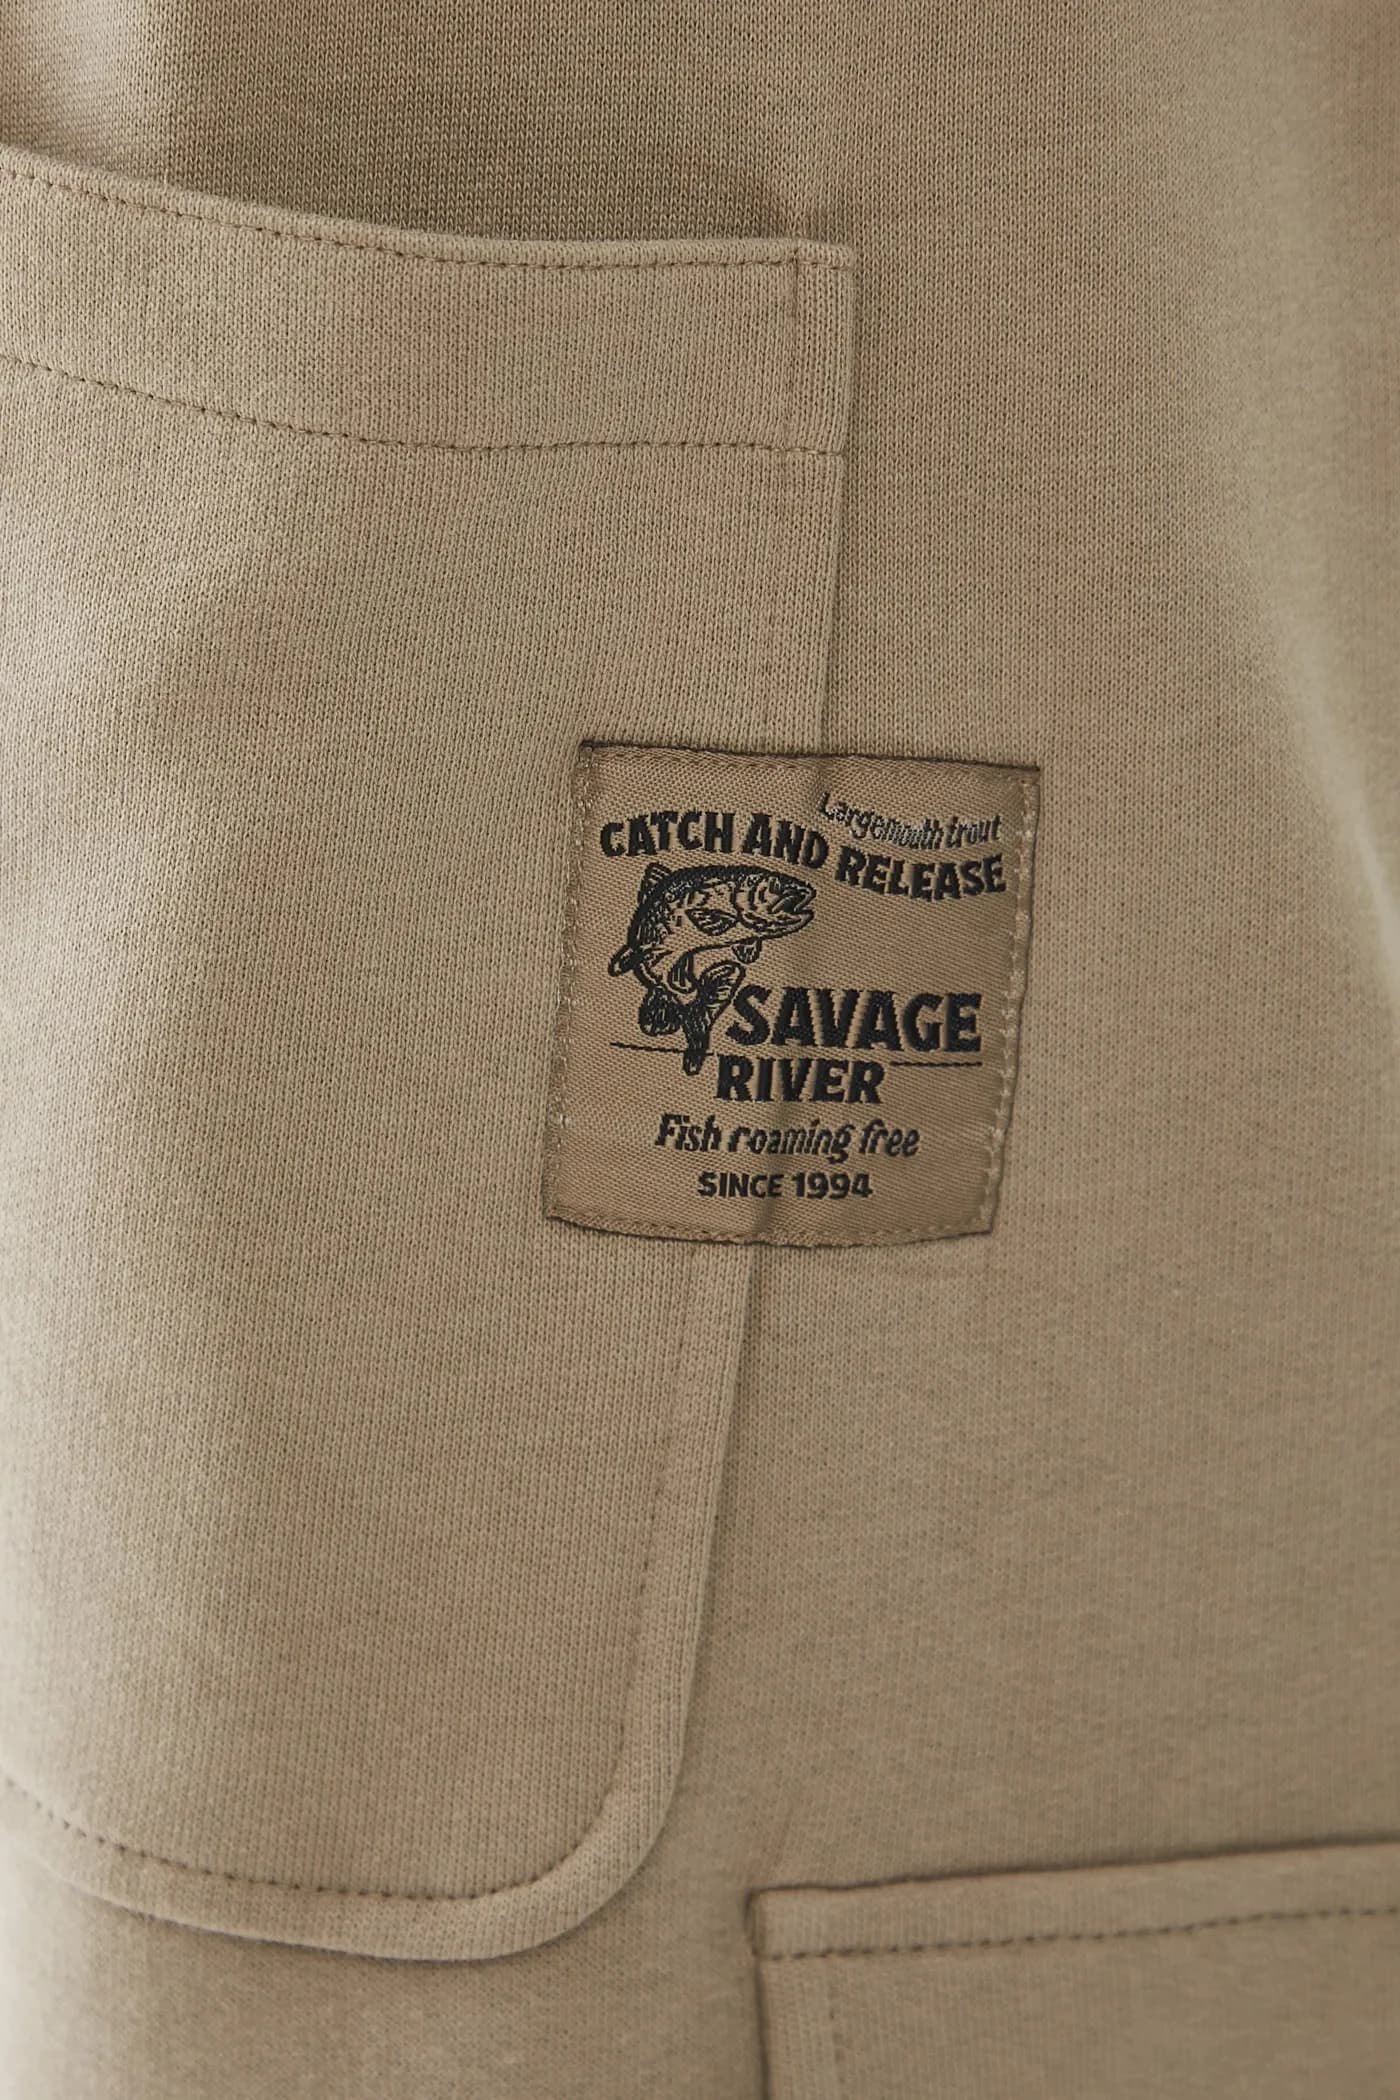 Largemouth trout
CATCH AND RELEASE
SAVAGE
RIVER
Fish roaming free
SINCE 1994